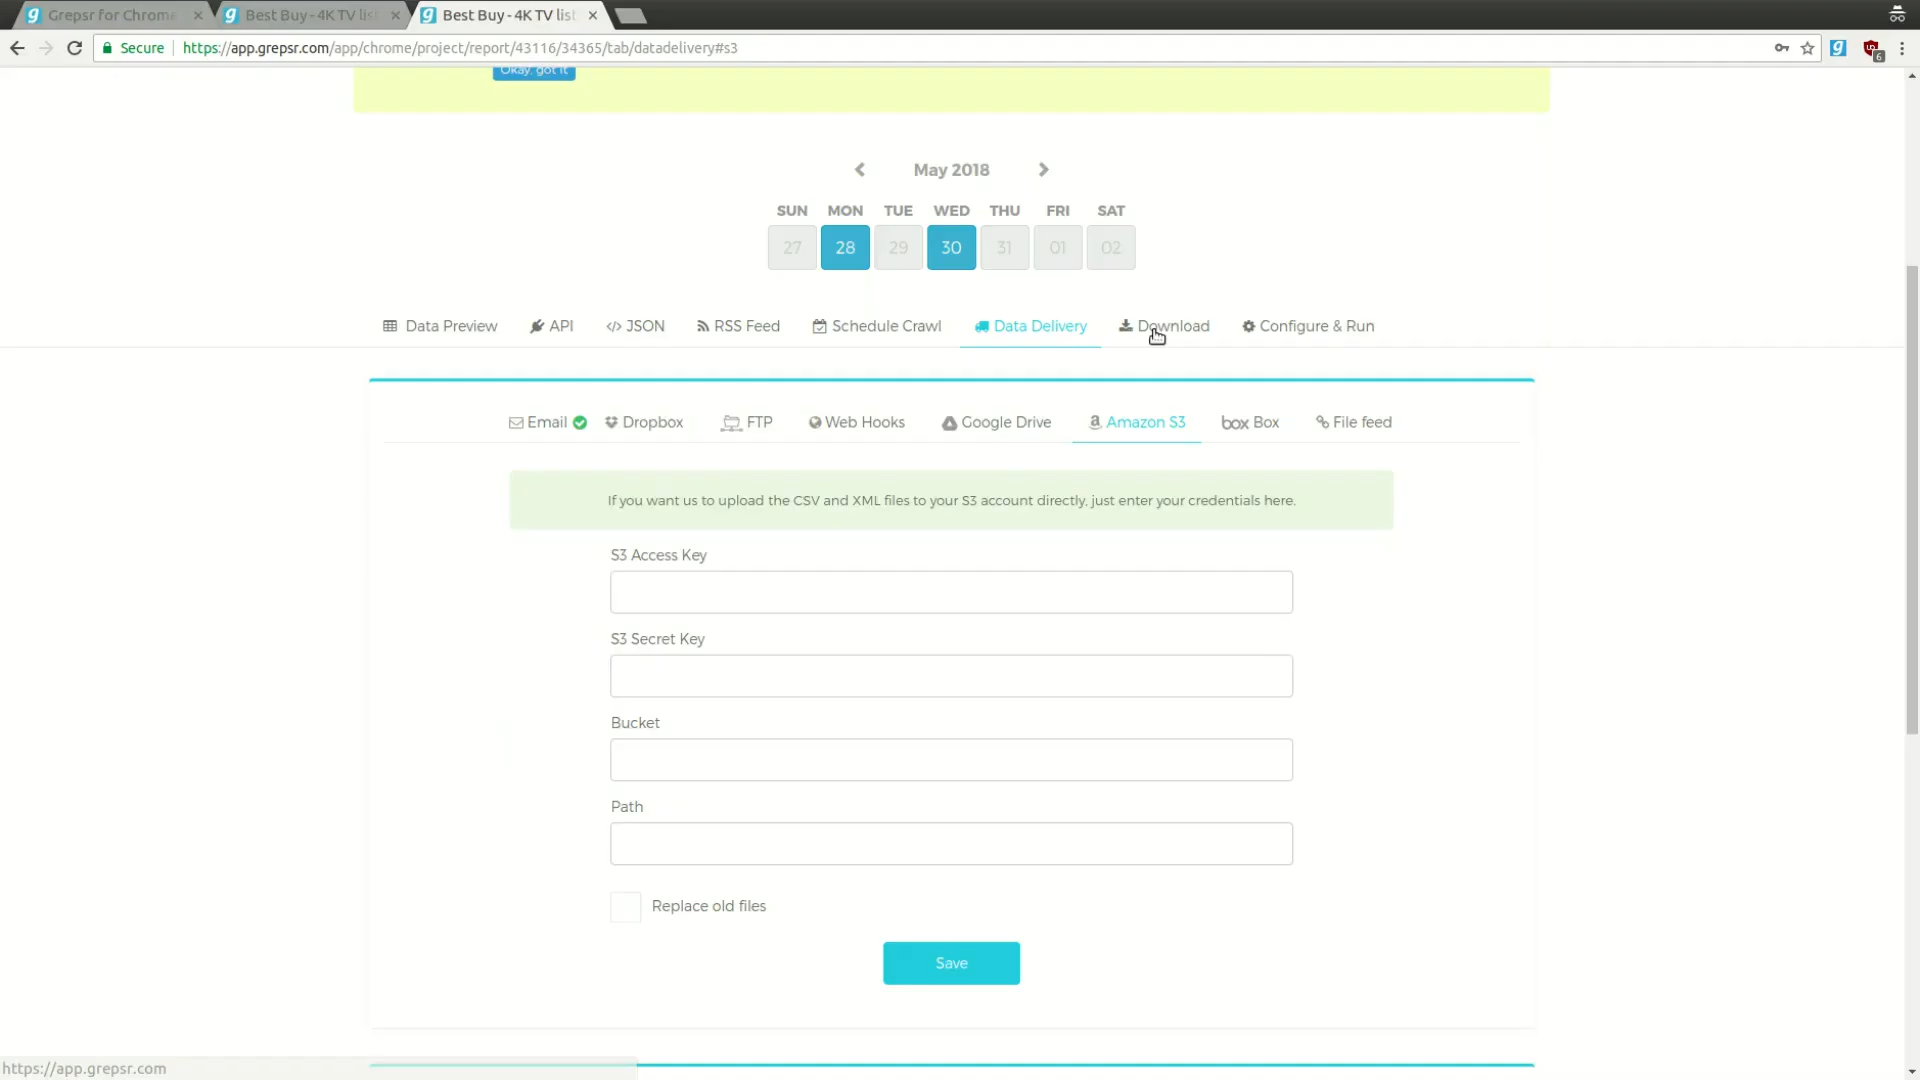 Grepsr for Chrome
Best Buy - 4K TV list
Best Buy - 4K TV list
Secure
https://app.grepsr.com/app/chrome/project/report/43116/34365/tab/datadelivery#s3
6
Okay, got it
May 2018
SUN MON TUE WED THU FRI SAT
27 28 29 30 31 01 02
Data Preview API JSON RSS Feed Schedule Crawl Data Delivery Download Configure & Run
Email Dropbox FTP Web Hooks Google Drive Amazon S3 box Box File feed
If you want us to upload the CSV and XML files to your S3 account directly, just enter your credentials here.
S3 Access Key
S3 Secret Key
Bucket
Path
Replace old files
Save
https://app.grepsr.com